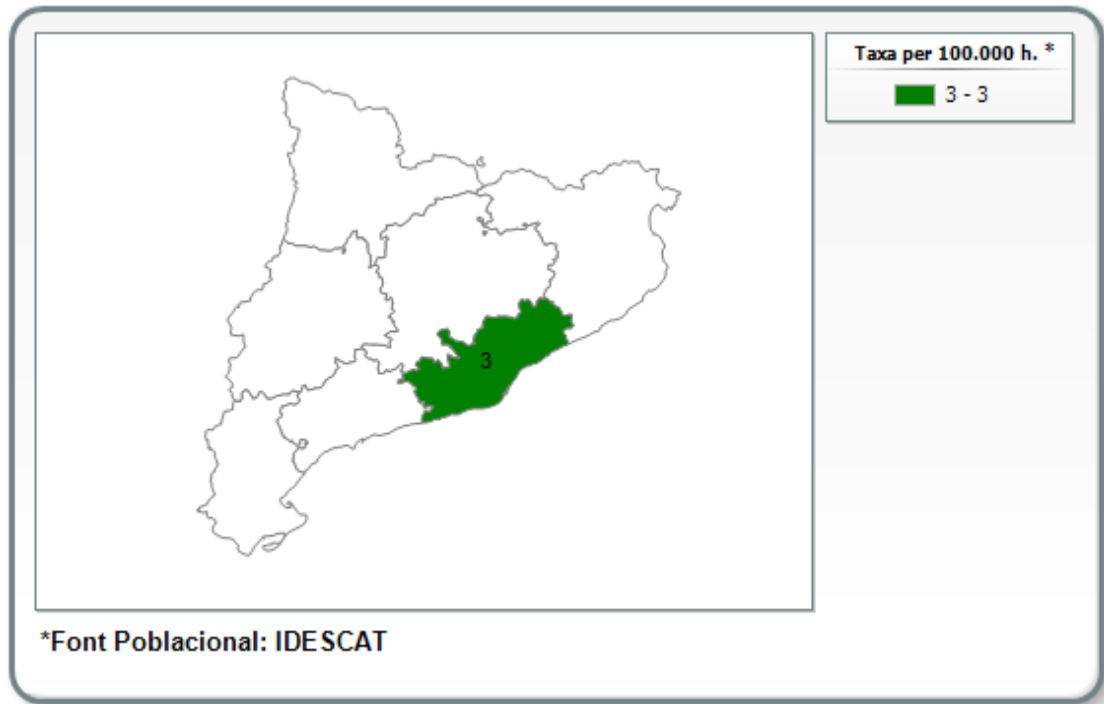 Taxa per 100.000 h. *
3 - 3
3
*Font Poblacional: IDESCAT